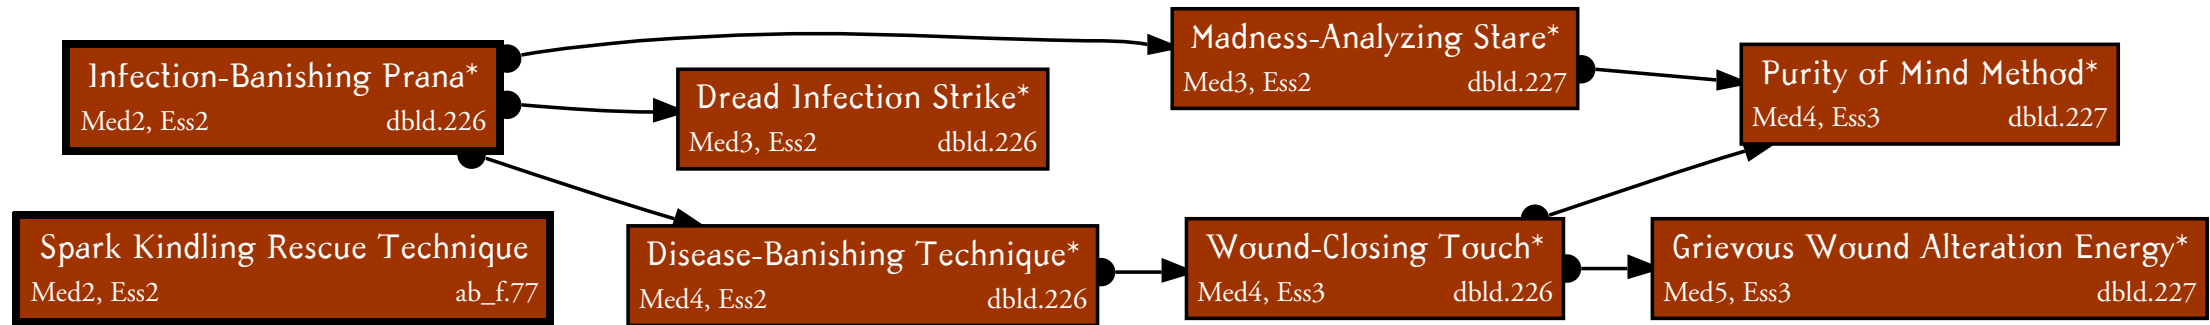 Infection-Banishing Prana*
Med2, Ess2 dbld.226
Dread Infection Strike*
Med3, Ess2 dbld.226
Madness-Analyzing Stare*
Med3, Ess2 dbld.227
Purity of Mind Method*
Med4, Ess3 dbld.227
Spark Kindling Rescue Technique
Med2, Ess2 ab_f.77
Disease-Banishing Technique*
Med4, Ess2 dbld.226
Wound-Closing Touch*
Med4, Ess3 dbld.226
Grievous Wound Alteration Energy*
Med5, Ess3 dbld.227